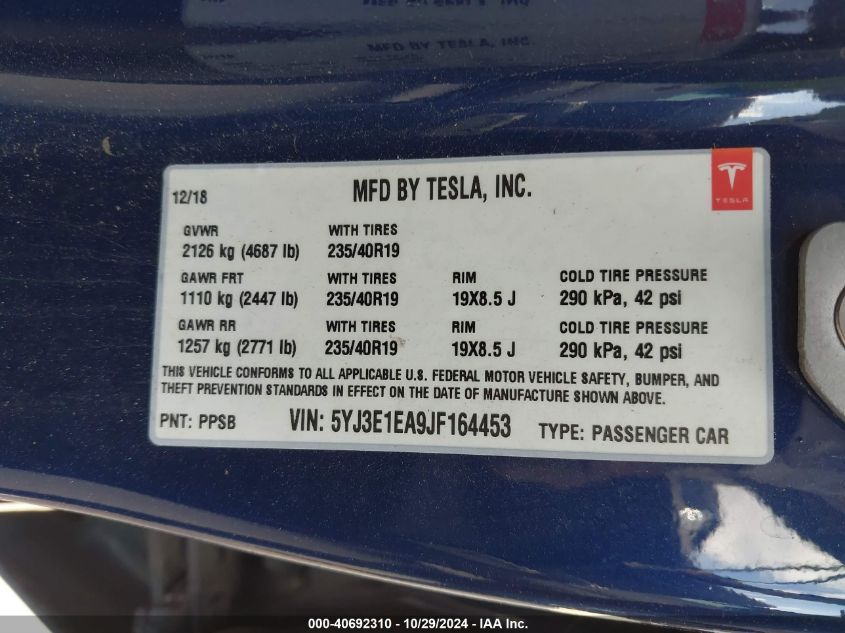 MFD BY TESLA, INC.
12/18
MFD BY TESLA, INC.
TESLA
GVWR WITH TIRES
2126 kg (4687 lb) 235/40R19
GAWR FRT WITH TIRES RIM COLD TIRE PRESSURE
1110 kg (2447 lb) 235/40R19 19X8.5 J 290 kPa, 42 psi
GAWR RR WITH TIRES RIM COLD TIRE PRESSURE
1257 kg (2771 lb) 235/40R19 19X8.5 J 290 kPa, 42 psi
THIS VEHICLE CONFORMS TO ALL APPLICABLE U.S. FEDERAL MOTOR VEHICLE SAFETY, BUMPER, AND
THEFT PREVENTION STANDARDS IN EFFECT ON THE DATE OF MANUFACTURE SHOWN ABOVE.
PNT: PPSB VIN: 5YJ3E1EA9JF164453 TYPE: PASSENGER CAR
000-40692310 - 10/29/2024 - IAA Inc.